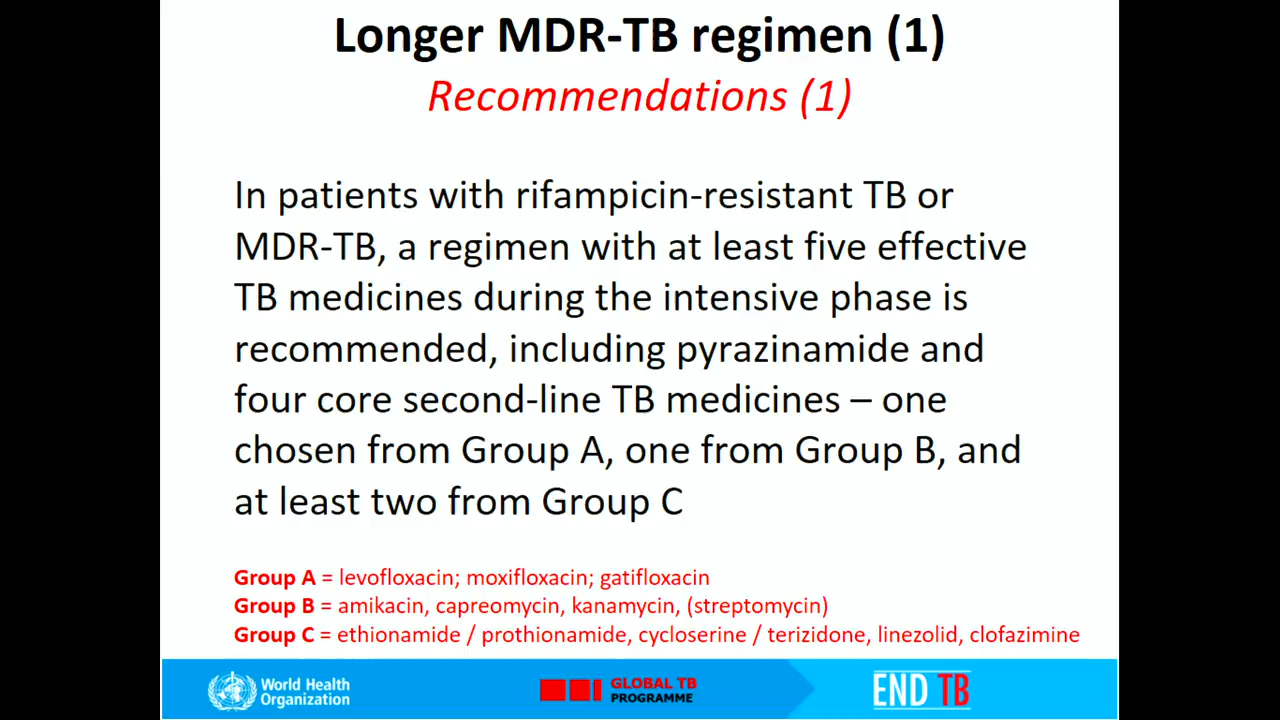 Longer MDR-TB regimen (1)
Recommendations (1)
In patients with rifampicin-resistant TB or
MDR-TB, a regimen with at least five effective
TB medicines during the intensive phase is
recommended, including pyrazinamide and
four core second-line TB medicines – one
chosen from Group A, one from Group B, and
at least two from Group C
Group A = levofloxacin; moxifloxacin; gatifloxacin
Group B = amikacin, capreomycin, kanamycin, (streptomycin)
Group C = ethionamide / prothionamide, cycloserine / terizidone, linezolid, clofazimine
World Health
Organization
GLOBAL TB
PROGRAMME
END TB